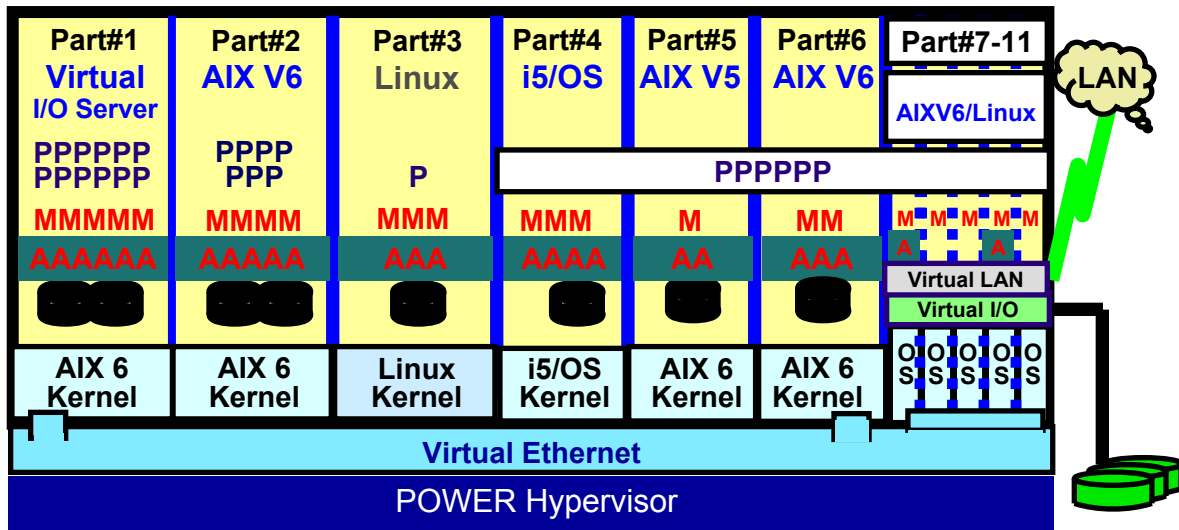 Part#1
Virtual
I/O Server
PPPPPP
PPPPPP
MMMMM
AAAAAA
AIX 6
Kernel
Part#2
AIX V6
PPPP
PPP
MMMM
AAAAA
AIX 6
Kernel
Part#3
Linux
P
MMM
AAA
Linux
Kernel
Part#4
i5/OS
MMM
AAAA
i5/OS
Kernel
Part#5
AIX V5
M
AA
AIX 6
Kernel
Part#6
AIX V6
MM
AAA
AIX 6
Kernel
PPPPPP
Part#7-11
AIXV6/Linux
M M M M M
A A
Virtual LAN
Virtual I/O
O O O O O
S S S S S
LAN
Virtual Ethernet
POWER Hypervisor